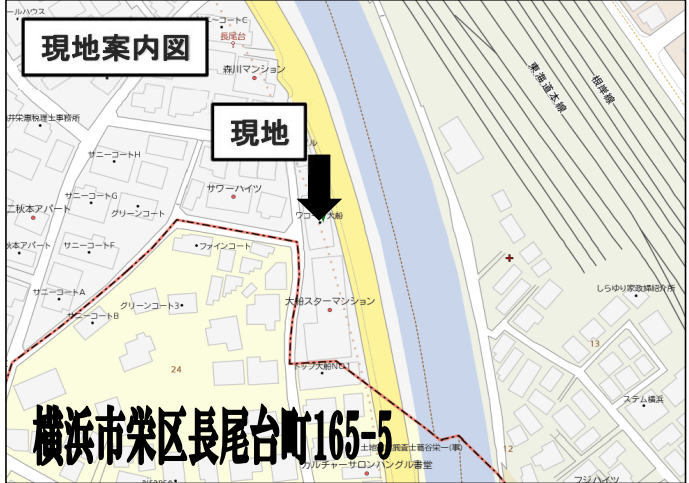 現地案内図
長尾台
森川マンション
現地
サニーコートH
サワーハイツ
サニーコートG
グリーンコート
サニーコートF
ファインコート
サニーコートA
サニーコートB
グリーンコート3
大船スターマンション
24
東海道本線
根岸線
しらゆり家政婦紹介所
13
ステム横浜
12
横浜市栄区長尾台町165-5
カルチャーサロンハングル書堂
フジハイツ